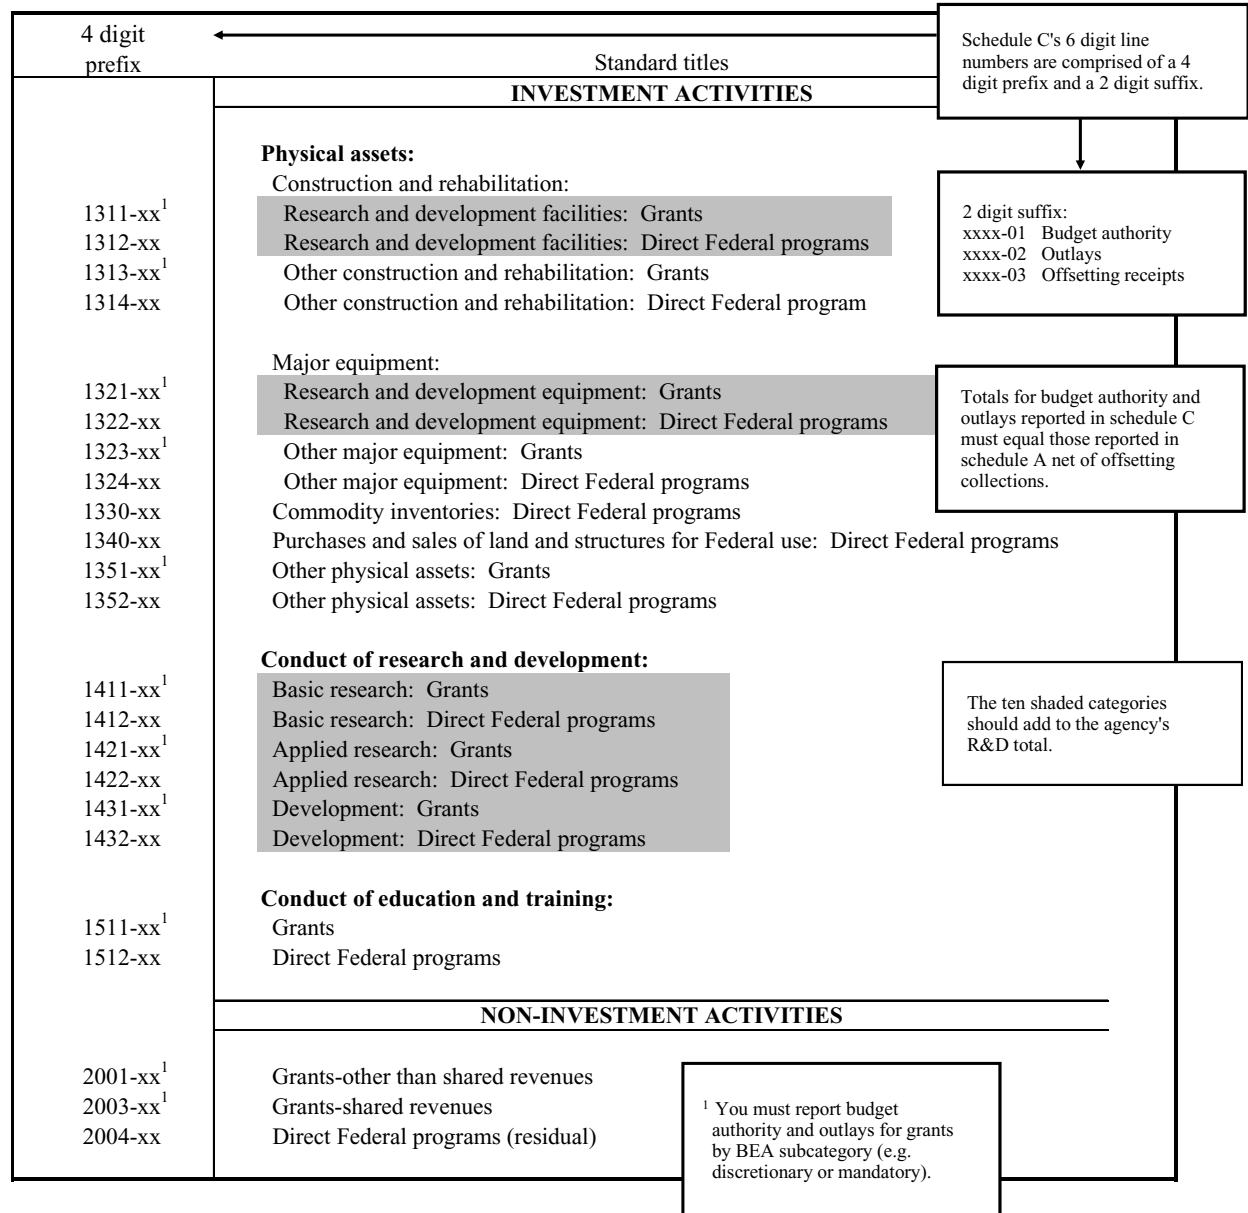 4 digit
prefix
Standard titles
Schedule C's 6 digit line
numbers are comprised of a 4
digit prefix and a 2 digit suffix.
INVESTMENT ACTIVITIES
Physical assets:
Construction and rehabilitation:
1311-xx¹ Research and development facilities: Grants
1312-xx Research and development facilities: Direct Federal programs
1313-xx¹ Other construction and rehabilitation: Grants
1314-xx Other construction and rehabilitation: Direct Federal program
2 digit suffix:
xxxx-01 Budget authority
xxxx-02 Outlays
xxxx-03 Offsetting receipts
Major equipment:
1321-xx¹ Research and development equipment: Grants
1322-xx Research and development equipment: Direct Federal programs
1323-xx¹ Other major equipment: Grants
1324-xx Other major equipment: Direct Federal programs
1330-xx Commodity inventories: Direct Federal programs
1340-xx Purchases and sales of land and structures for Federal use: Direct Federal programs
1351-xx¹ Other physical assets: Grants
1352-xx Other physical assets: Direct Federal programs
Totals for budget authority and
outlays reported in schedule C
must equal those reported in
schedule A net of offsetting
collections.
Conduct of research and development:
1411-xx¹ Basic research: Grants
1412-xx Basic research: Direct Federal programs
1421-xx¹ Applied research: Grants
1422-xx Applied research: Direct Federal programs
1431-xx¹ Development: Grants
1432-xx Development: Direct Federal programs
The ten shaded categories
should add to the agency's
R&D total.
Conduct of education and training:
1511-xx¹ Grants
1512-xx Direct Federal programs
NON-INVESTMENT ACTIVITIES
2001-xx¹ Grants-other than shared revenues
2003-xx¹ Grants-shared revenues
2004-xx Direct Federal programs (residual)
¹ You must report budget
authority and outlays for grants
by BEA subcategory (e.g.
discretionary or mandatory).